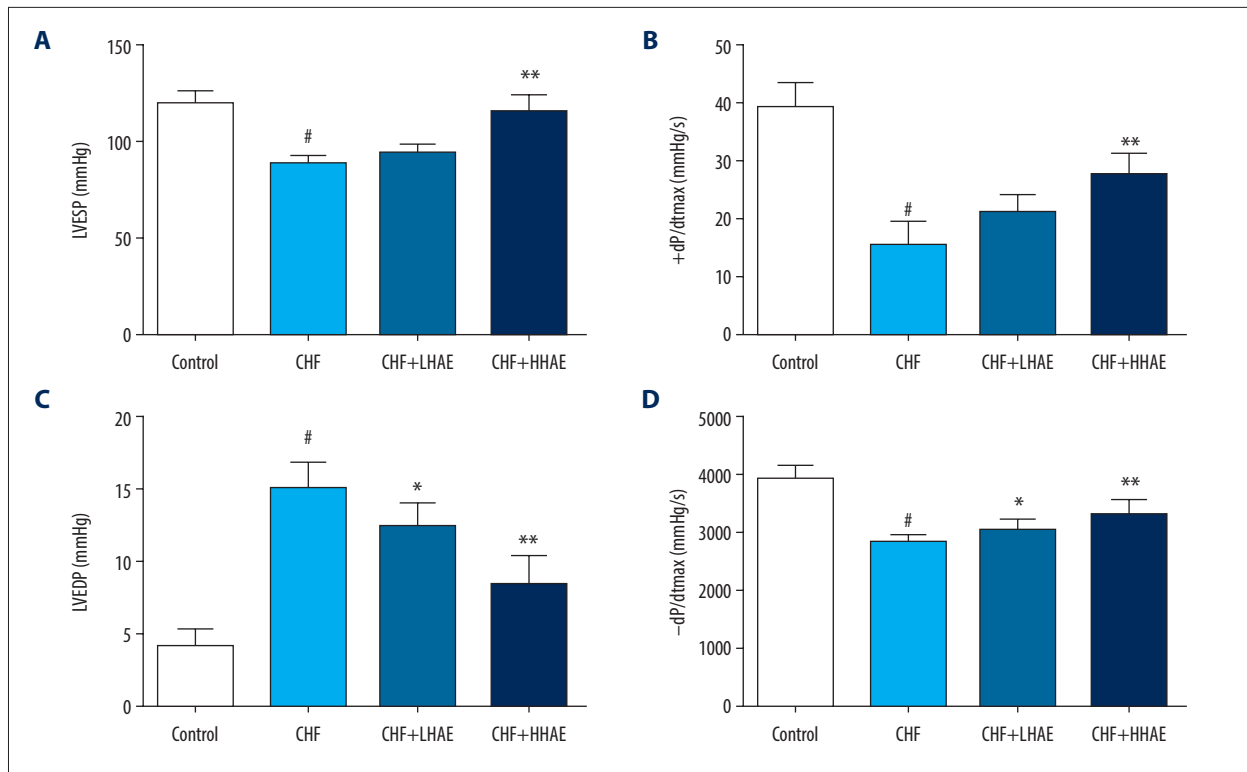 A
LVESP (mmHg)
150
100
50
0
#
**
Control CHF CHF+LHAE CHF+HHAE
B
+dP/dtmax (mmHg/s)
50
40
30
20
10
0
#
**
Control CHF CHF+LHAE CHF+HHAE
C
LVEDP (mmHg)
20
15
10
5
0
#
*
**
Control CHF CHF+LHAE CHF+HHAE
D
−dP/dtmax (mmHg/s)
5000
4000
3000
2000
1000
0
#
*
**
Control CHF CHF+LHAE CHF+HHAE